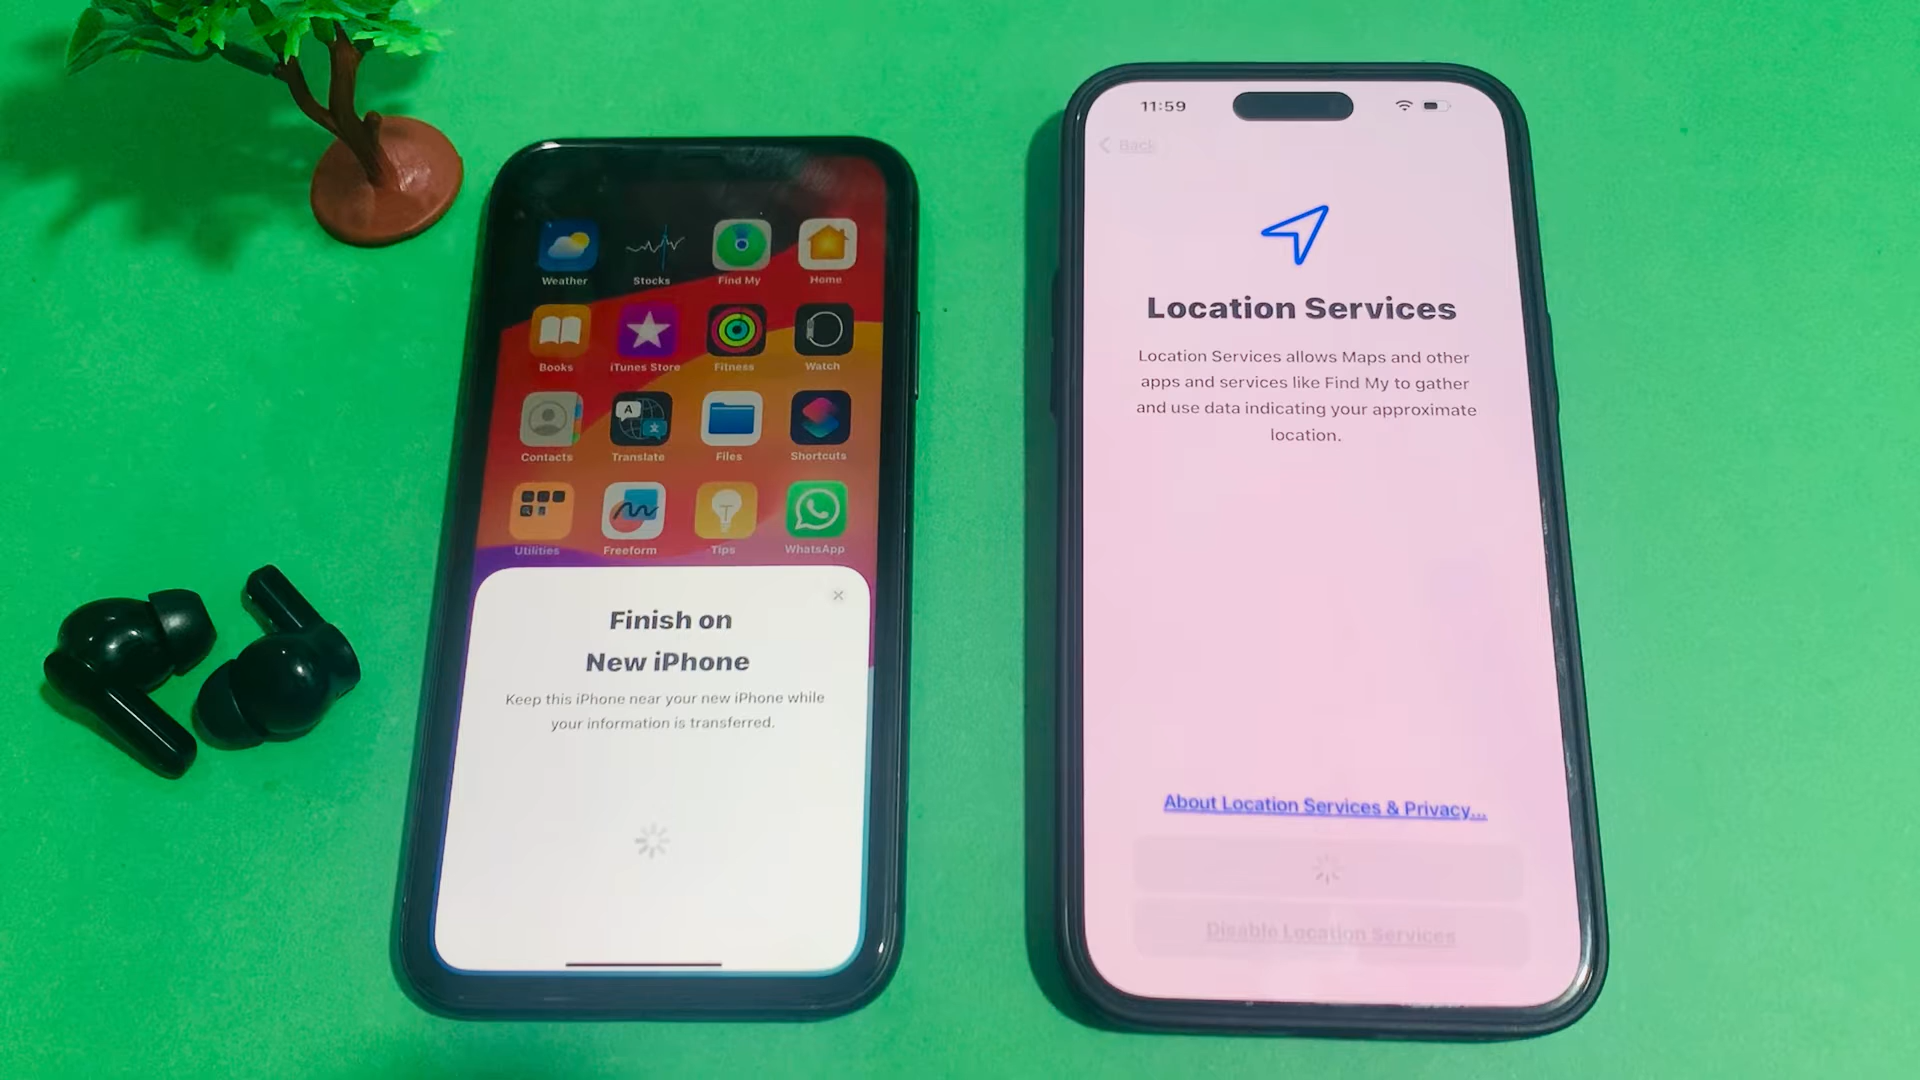 Weather
Stocks
Find My
Home
Books
iTunes Store
Fitness
Watch
Contacts
A
Translate
Files
Shortcuts
Utilities
Freeform
Tips
WhatsApp
Finish on
New iPhone
Keep this iPhone near your new iPhone while
your information is transferred.
11:59
Back
Location Services
Location Services allows Maps and other
apps and services like Find My to gather
and use data indicating your approximate
location.
About Location Services & Privacy...
Disable Location Services